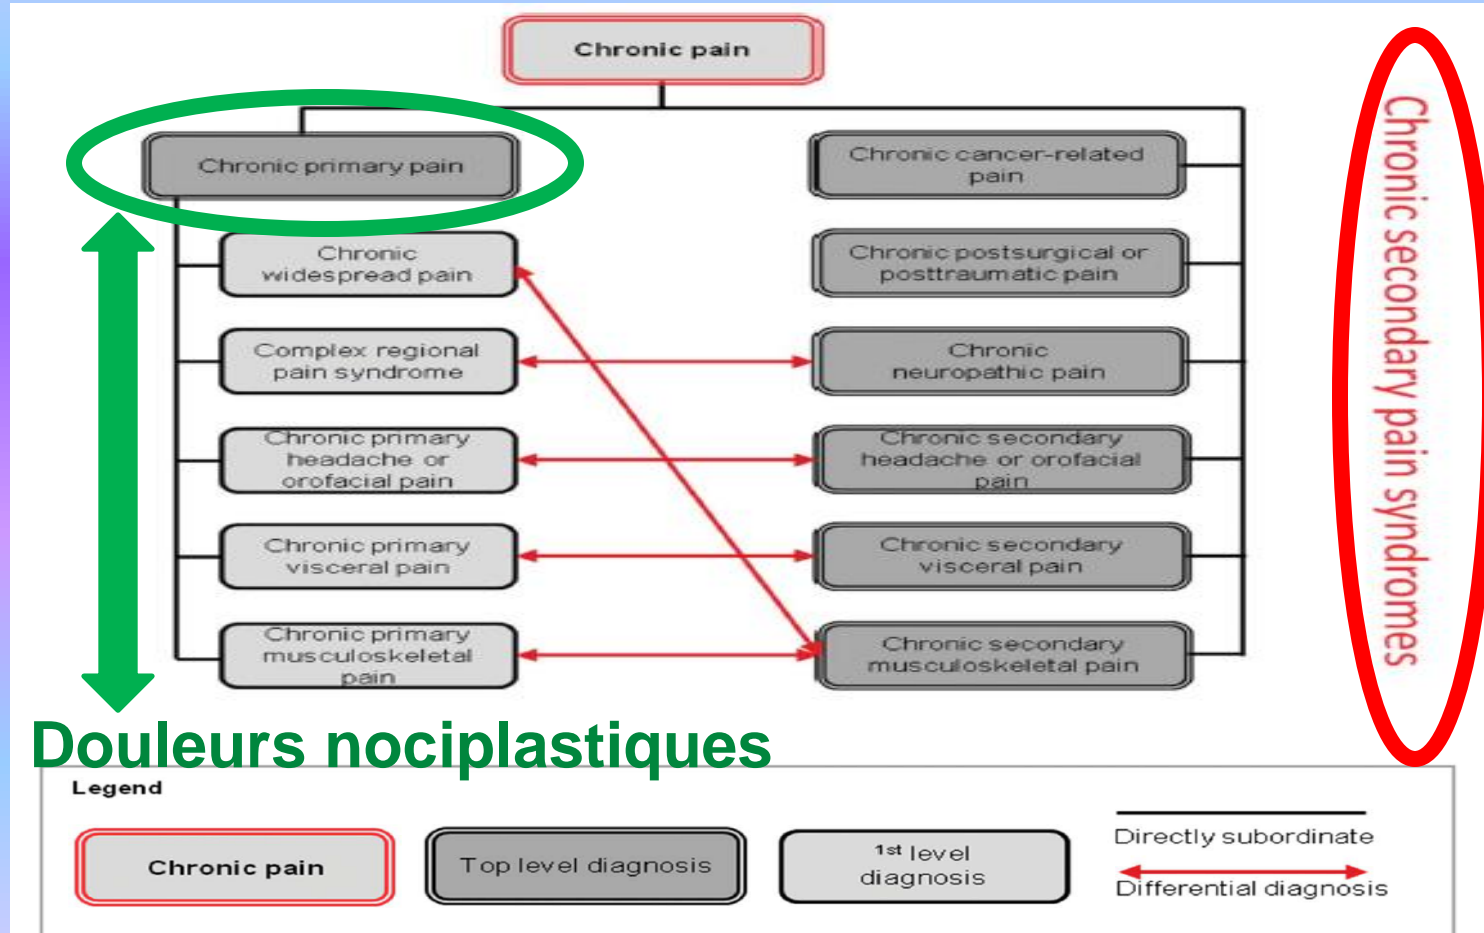 Chronic pain
Chronic primary pain
Chronic
widespread pain
Complex regional
pain syndrome
Chronic primary
headache or
orofacial pain
Chronic primary
visceral pain
Chronic primary
musculoskeletal
pain
Chronic cancer-related
pain
Chronic postsurgical or
posttraumatic pain
Chronic
neuropathic pain
Chronic secondary
headache or orofacial
pain
Chronic secondary
visceral pain
Chronic secondary
musculoskeletal pain
Chronic secondary pain syndromes
Douleurs nociplastiques
Legend
Chronic pain
Top level diagnosis
1st level
diagnosis
Directly subordinate
Differential diagnosis